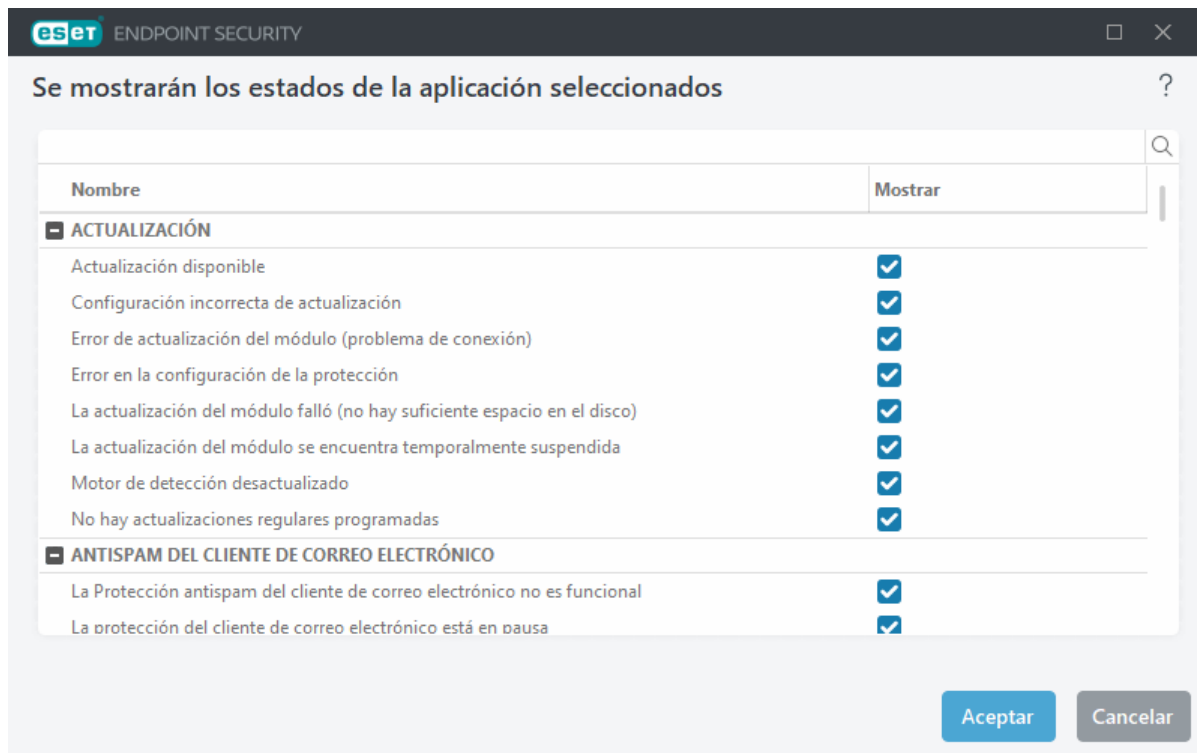 eset ENDPOINT SECURITY
Se mostrarán los estados de la aplicación seleccionados
?
Nombre Mostrar
ACTUALIZACIÓN
Actualización disponible
Configuración incorrecta de actualización
Error de actualización del módulo (problema de conexión)
Error en la configuración de la protección
La actualización del módulo falló (no hay suficiente espacio en el disco)
La actualización del módulo se encuentra temporalmente suspendida
Motor de detección desactualizado
No hay actualizaciones regulares programadas
ANTISPAM DEL CLIENTE DE CORREO ELECTRÓNICO
La Protección antispam del cliente de correo electrónico no es funcional
La protección del cliente de correo electrónico está en pausa
Aceptar Cancelar